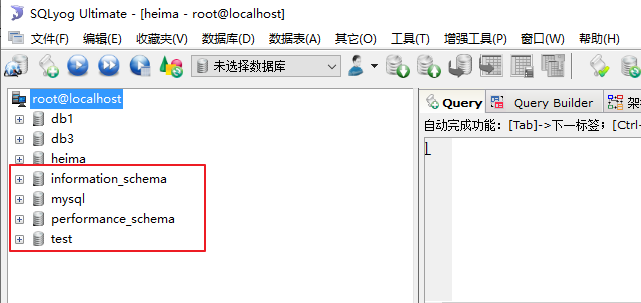 SQLyog Ultimate - [heima - root@localhost]
文件(F) 编辑(E) 收藏夹(V) 数据库(D) 数据表(A) 其它(O) 工具(T) 增强工具(P) 窗口(W) 帮助(H)
未选择数据库
root@localhost
db1
db3
heima
information_schema
mysql
performance_schema
test
Query Query Builder 架
自动完成功能：[Tab]->下一标签；[Ctrl-
1